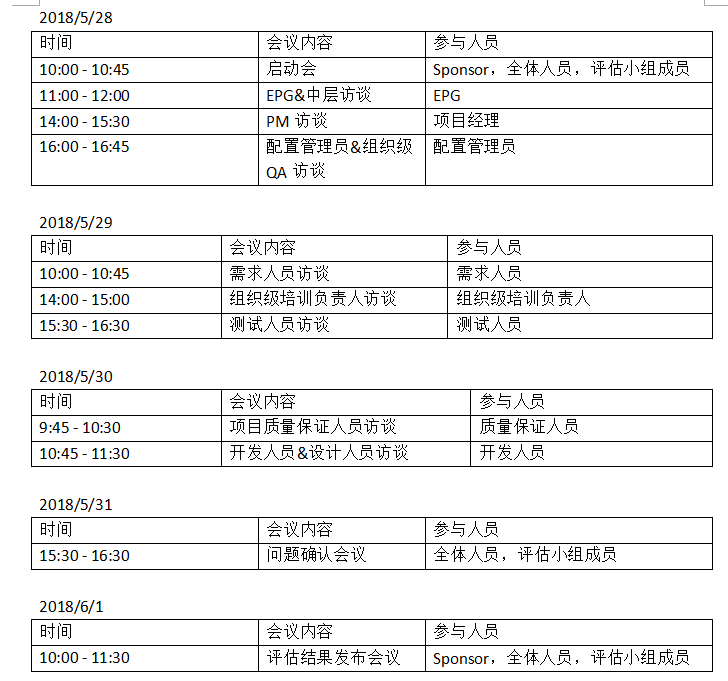 2018/5/28
时间 会议内容 参与人员
10:00 - 10:45 启动会 Sponsor，全体人员，评估小组成员
11:00 - 12:00 EPG&中层访谈 EPG
14:00 - 15:30 PM 访谈 项目经理
16:00 - 16:45 配置管理员&组织级 配置管理员
QA 访谈
2018/5/29
时间 会议内容 参与人员
10:00 - 10:45 需求人员访谈 需求人员
14:00 - 15:00 组织级培训负责人访谈 组织级培训负责人
15:30 - 16:30 测试人员访谈 测试人员
2018/5/30
时间 会议内容 参与人员
9:45 - 10:30 项目质量保证人员访谈 质量保证人员
10:45 - 11:30 开发人员&设计人员访谈 开发人员
2018/5/31
时间 会议内容 参与人员
15:30 - 16:30 问题确认会议 全体人员，评估小组成员
2018/6/1
时间 会议内容 参与人员
10:00 - 11:30 评估结果发布会议 Sponsor，全体人员，评估小组成员